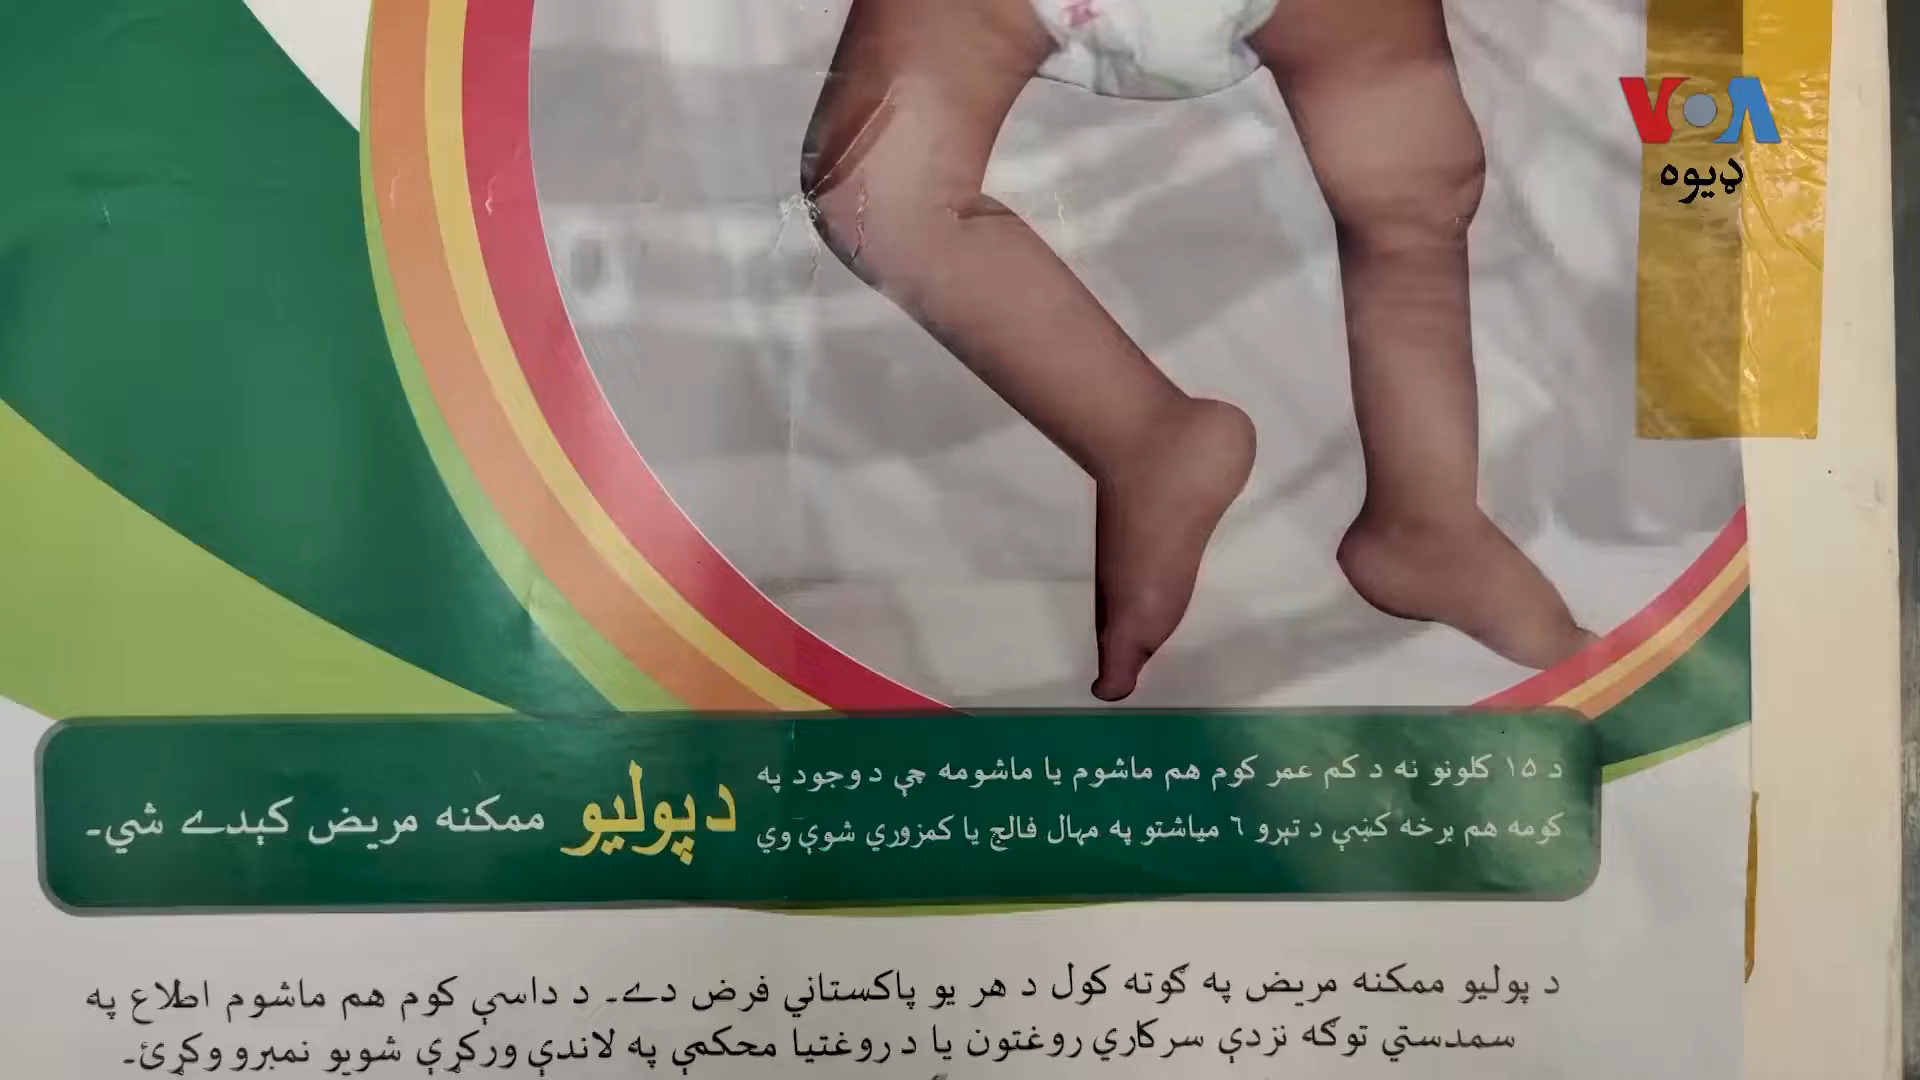 VOA
ډیوه
د ۱۵ کلونو نه د کم عمر کوم هم ماشوم یا ماشومه چې د وجود په
کومه هم برخه کښې د تېرو ٦ میاشتو په مهال فالج یا کمزوري شوې وي
د پولیو ممکنه مریض کېدے شي۔
د پولیو ممکنه مریض په ګوته کول د هر یو پاکستاني فرض دے۔ د داسې کوم هم ماشوم اطلاع په
سمدستي توګه نزدې سرکاري روغتون یا د روغتیا محکمې په لاندې ورکړې شویو نمبرو وکړئ۔